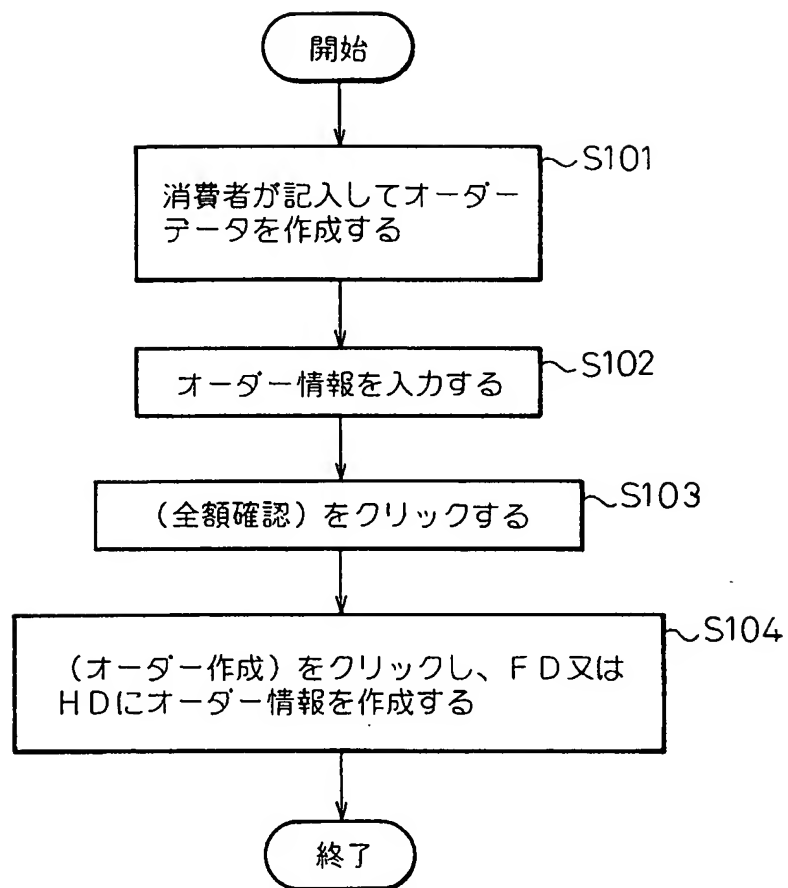 開始
S101
消費者が記入してオーダー
データを作成する
S102
オーダー情報を入力する
S103
（全額確認）をクリックする
S104
（オーダー作成）をクリックし、ＦＤ又は
ＨＤにオーダー情報を作成する
終了